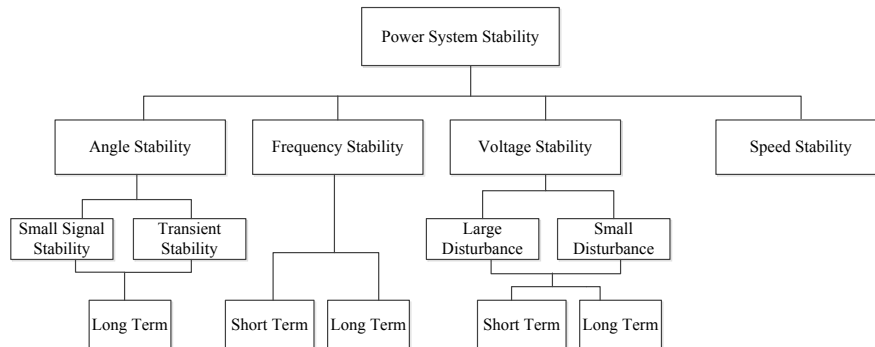 Power System Stability
Angle Stability
Frequency Stability
Voltage Stability
Speed Stability
Small Signal
Stability
Transient
Stability
Large
Disturbance
Small
Disturbance
Long Term
Short Term
Long Term
Short Term
Long Term